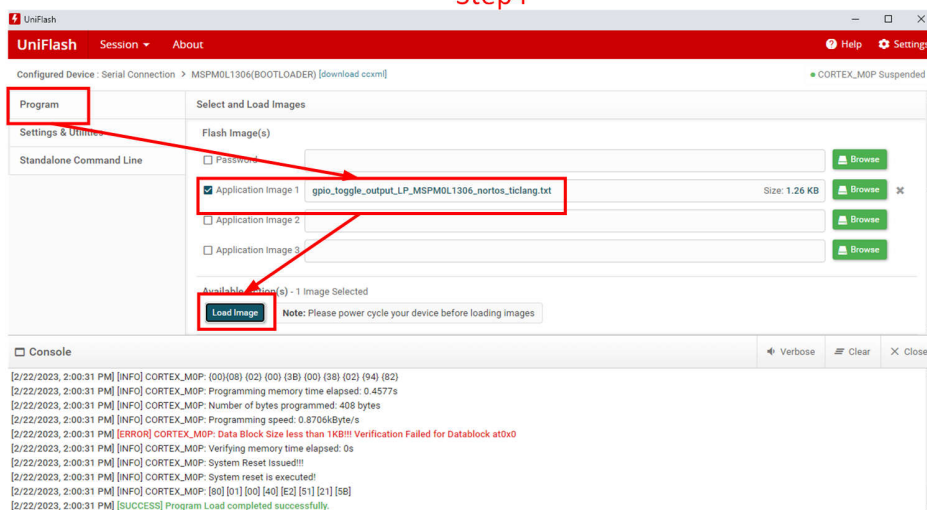 UniFlash
UniFlash Session About Help Settings
Configured Device : Serial Connection > MSPM0L1306(BOOTLOADER) [download ccxml] CORTEX_M0P Suspended
Program Select and Load Images
Settings & Utilities Flash Image(s)
Standalone Command Line Password Browse
Application Image 1 gpio_toggle_output_LP_MSPM0L1306_nortos_ticlang.txt Size: 1.26 KB Browse
Application Image 2 Browse
Application Image 3 Browse
Available Action(s) - 1 Image Selected
Load Image Note: Please power cycle your device before loading images
Console Verbose Clear Close
[2/22/2023, 2:00:31 PM] [INFO] CORTEX_M0P: {00}{08} {02} {00} {3B} {00} {38} {02} {94} {82}
[2/22/2023, 2:00:31 PM] [INFO] CORTEX_M0P: Programming memory time elapsed: 0.4577s
[2/22/2023, 2:00:31 PM] [INFO] CORTEX_M0P: Number of bytes programmed: 408 bytes
[2/22/2023, 2:00:31 PM] [INFO] CORTEX_M0P: Programming speed: 0.8706kByte/s
[2/22/2023, 2:00:31 PM] [ERROR] CORTEX_M0P: Data Block Size less than 1KB!!! Verification Failed for Datablock at0x0
[2/22/2023, 2:00:31 PM] [INFO] CORTEX_M0P: Verifying memory time elapsed: 0s
[2/22/2023, 2:00:31 PM] [INFO] CORTEX_M0P: System Reset Issued!!!
[2/22/2023, 2:00:31 PM] [INFO] CORTEX_M0P: System reset is executed!
[2/22/2023, 2:00:31 PM] [INFO] CORTEX_M0P: [80] [01] [00] [40] [E2] [51] [21] [5B]
[2/22/2023, 2:00:31 PM] [SUCCESS] Program Load completed successfully.